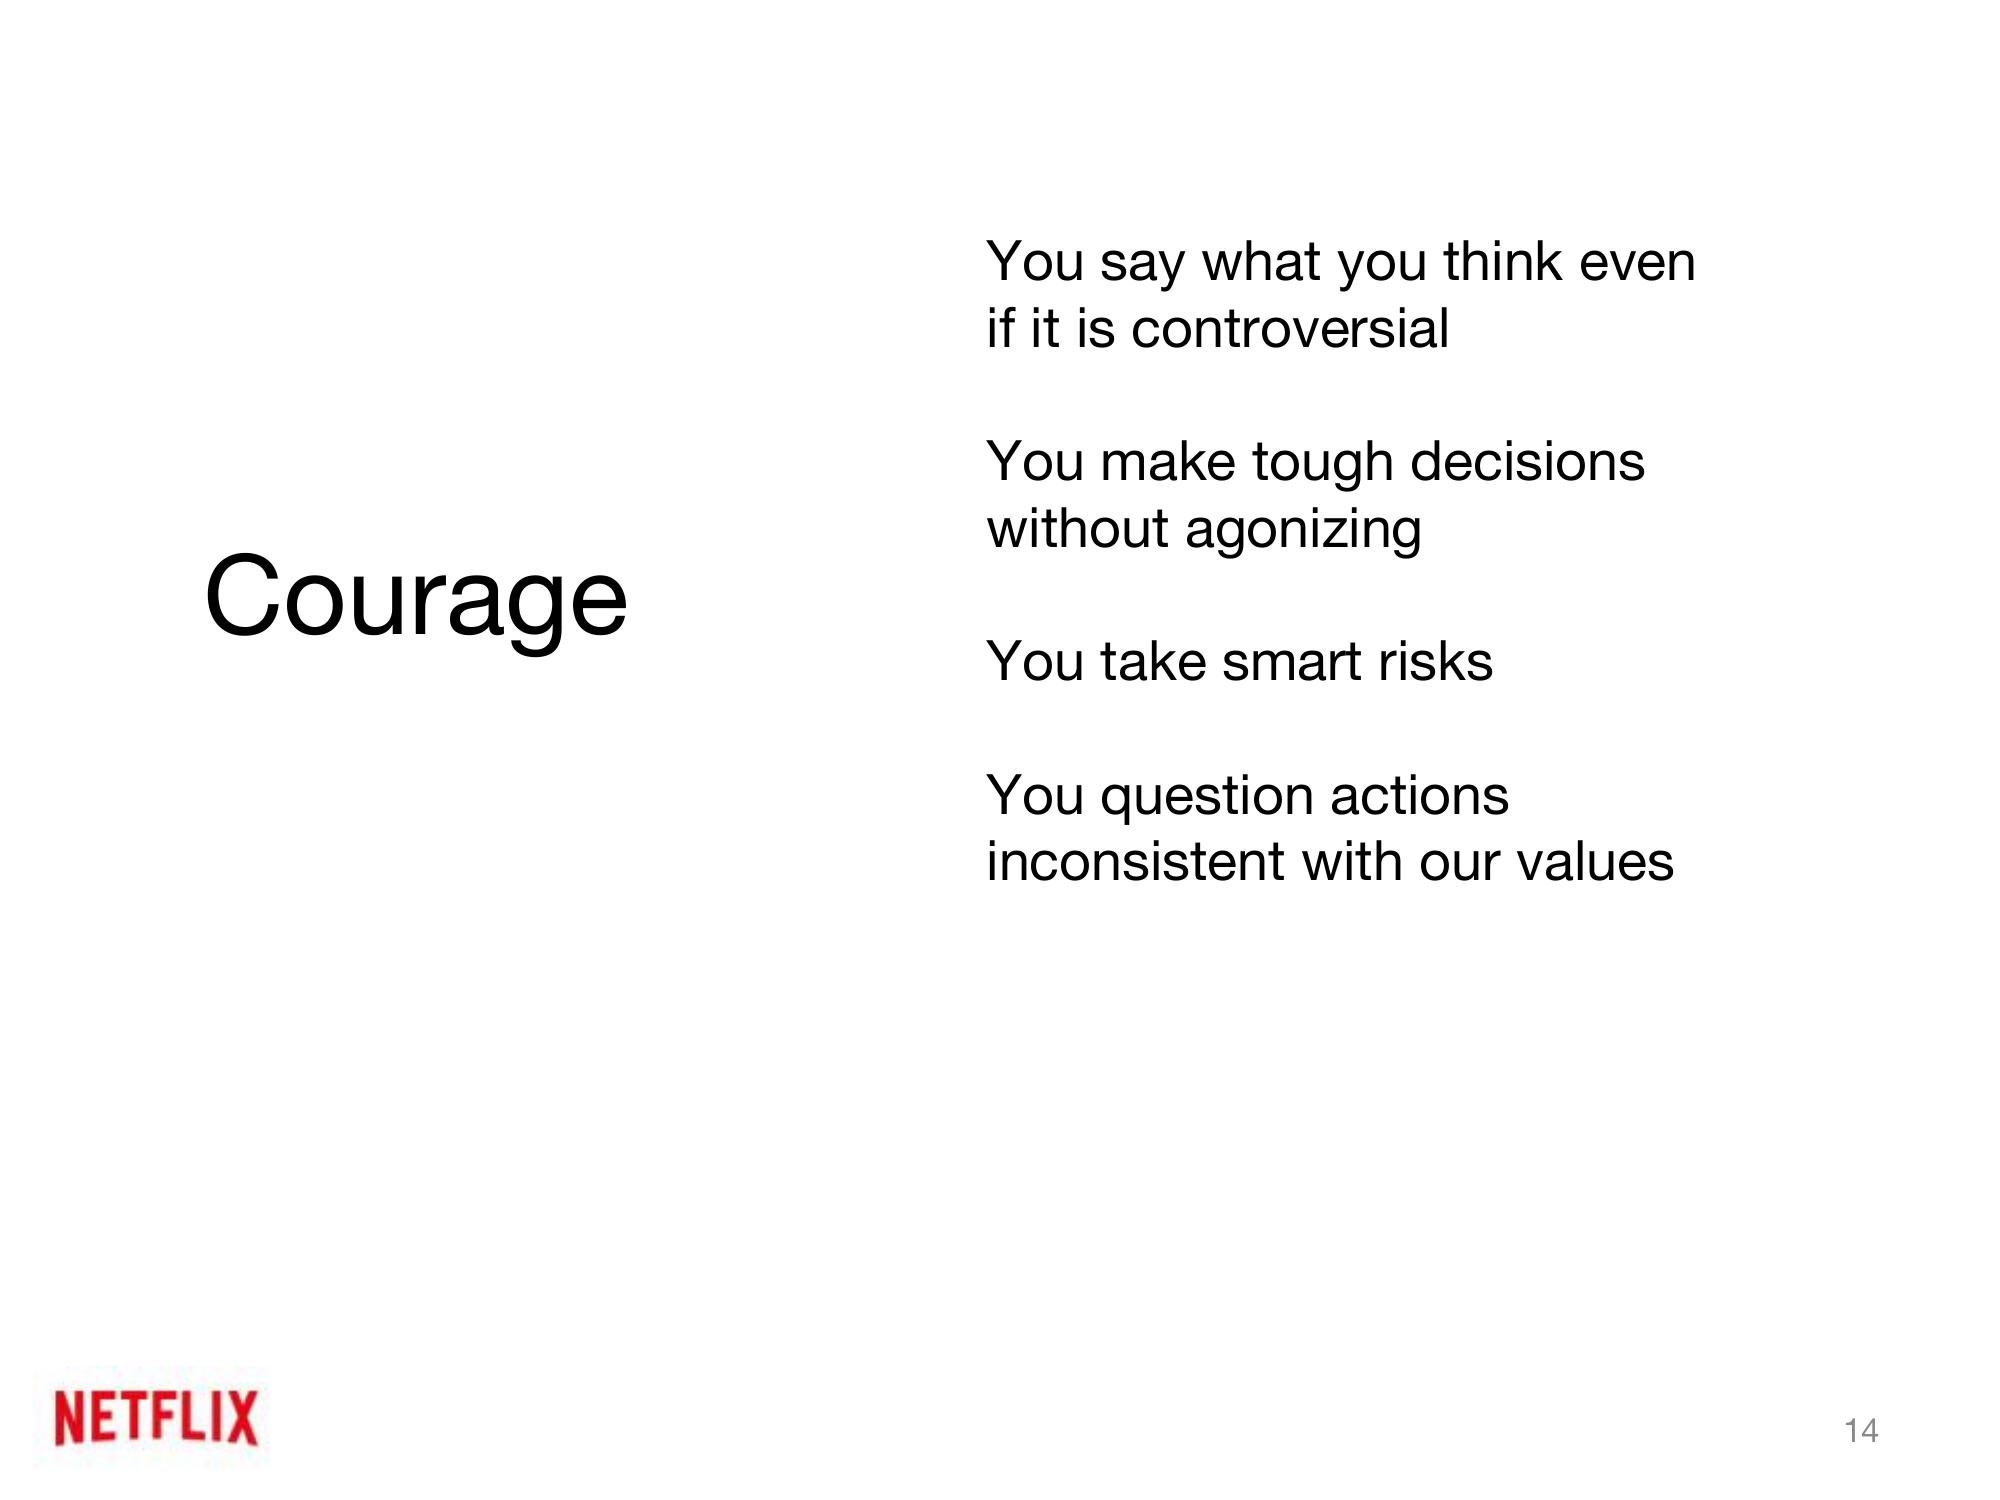 Courage
You say what you think even
if it is controversial
You make tough decisions
without agonizing
You take smart risks
You question actions
inconsistent with our values
NETFLIX
14